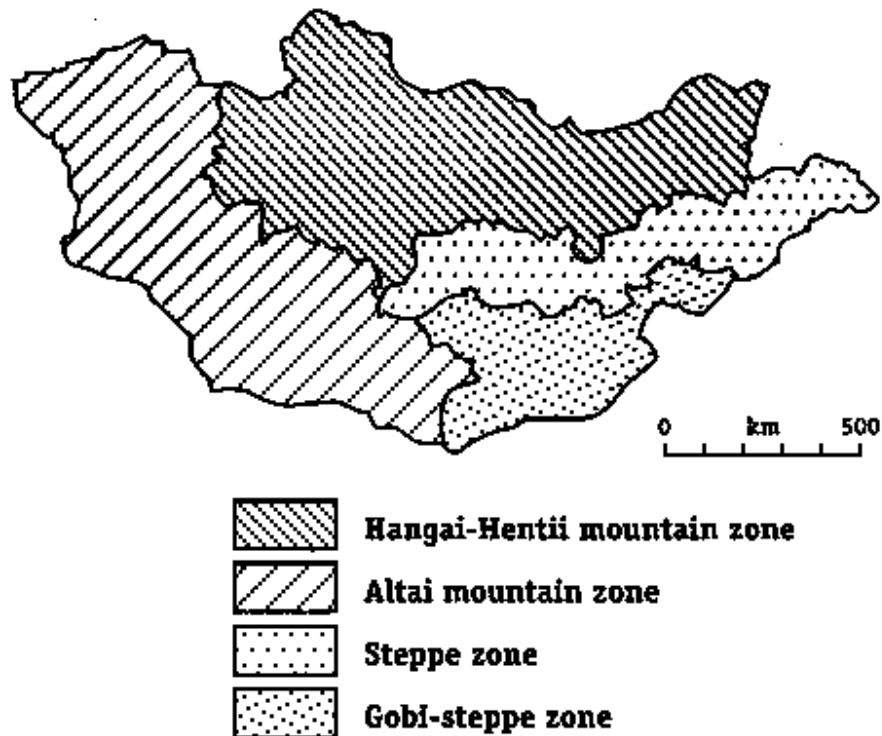 0 km 500
Hangai-Hentii mountain zone
Altai mountain zone
Steppe zone
Gobi-steppe zone